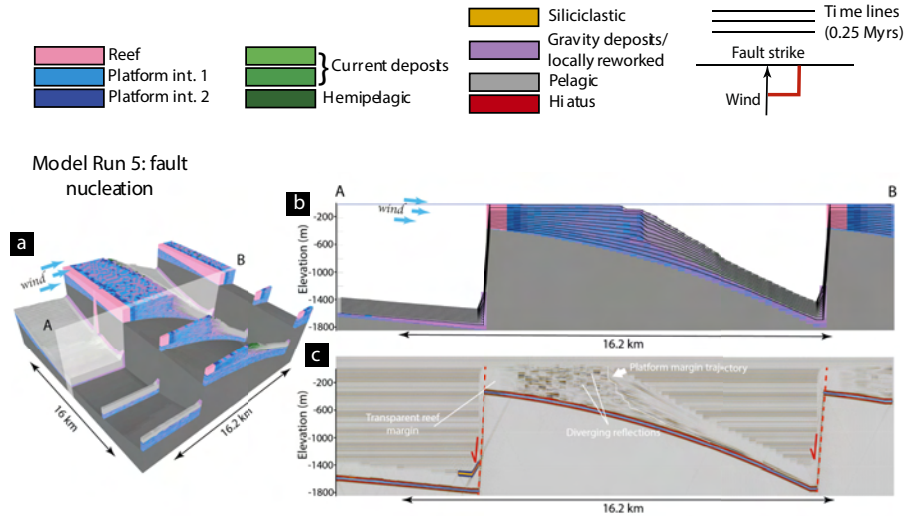 Siliciclastic
Time lines
(0.25 Myrs)
Reef
Platform int. 1
Platform int. 2
Current deposits
Hemipelagic
Gravity deposits/
locally reworked
Pelagic
Hiatus
Fault strike
Wind
Model Run 5: fault
nucleation
a
wind
A
B
16 km
16.2 km
b
A
B
wind
Elevation (m)
-200
-600
-1000
-1400
-1800
16.2 km
c
Elevation (m)
-200
-600
-1000
-1400
-1800
Platform margin trajectory
Transparent reef
margin
Diverging reflections
16.2 km